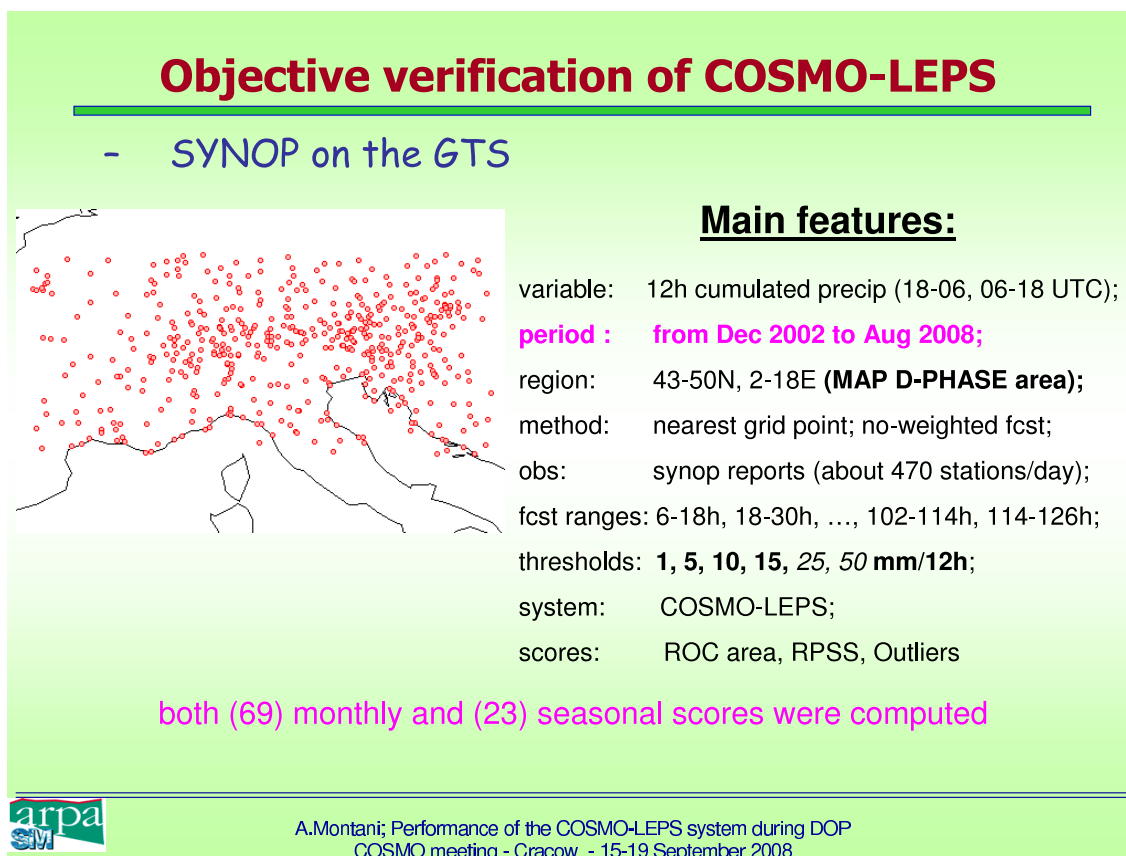 Objective verification of COSMO-LEPS
– SYNOP on the GTS
Main features:
variable: 12h cumulated precip (18-06, 06-18 UTC);
period : from Dec 2002 to Aug 2008;
region: 43-50N, 2-18E (MAP D-PHASE area);
method: nearest grid point; no-weighted fcst;
obs: synop reports (about 470 stations/day);
fcst ranges: 6-18h, 18-30h, …, 102-114h, 114-126h;
thresholds: 1, 5, 10, 15, 25, 50 mm/12h;
system: COSMO-LEPS;
scores: ROC area, RPSS, Outliers
both (69) monthly and (23) seasonal scores were computed
arpa
SIM
A.Montani; Performance of the COSMO-LEPS system during DOP
COSMO meeting - Cracow - 15-19 September 2008